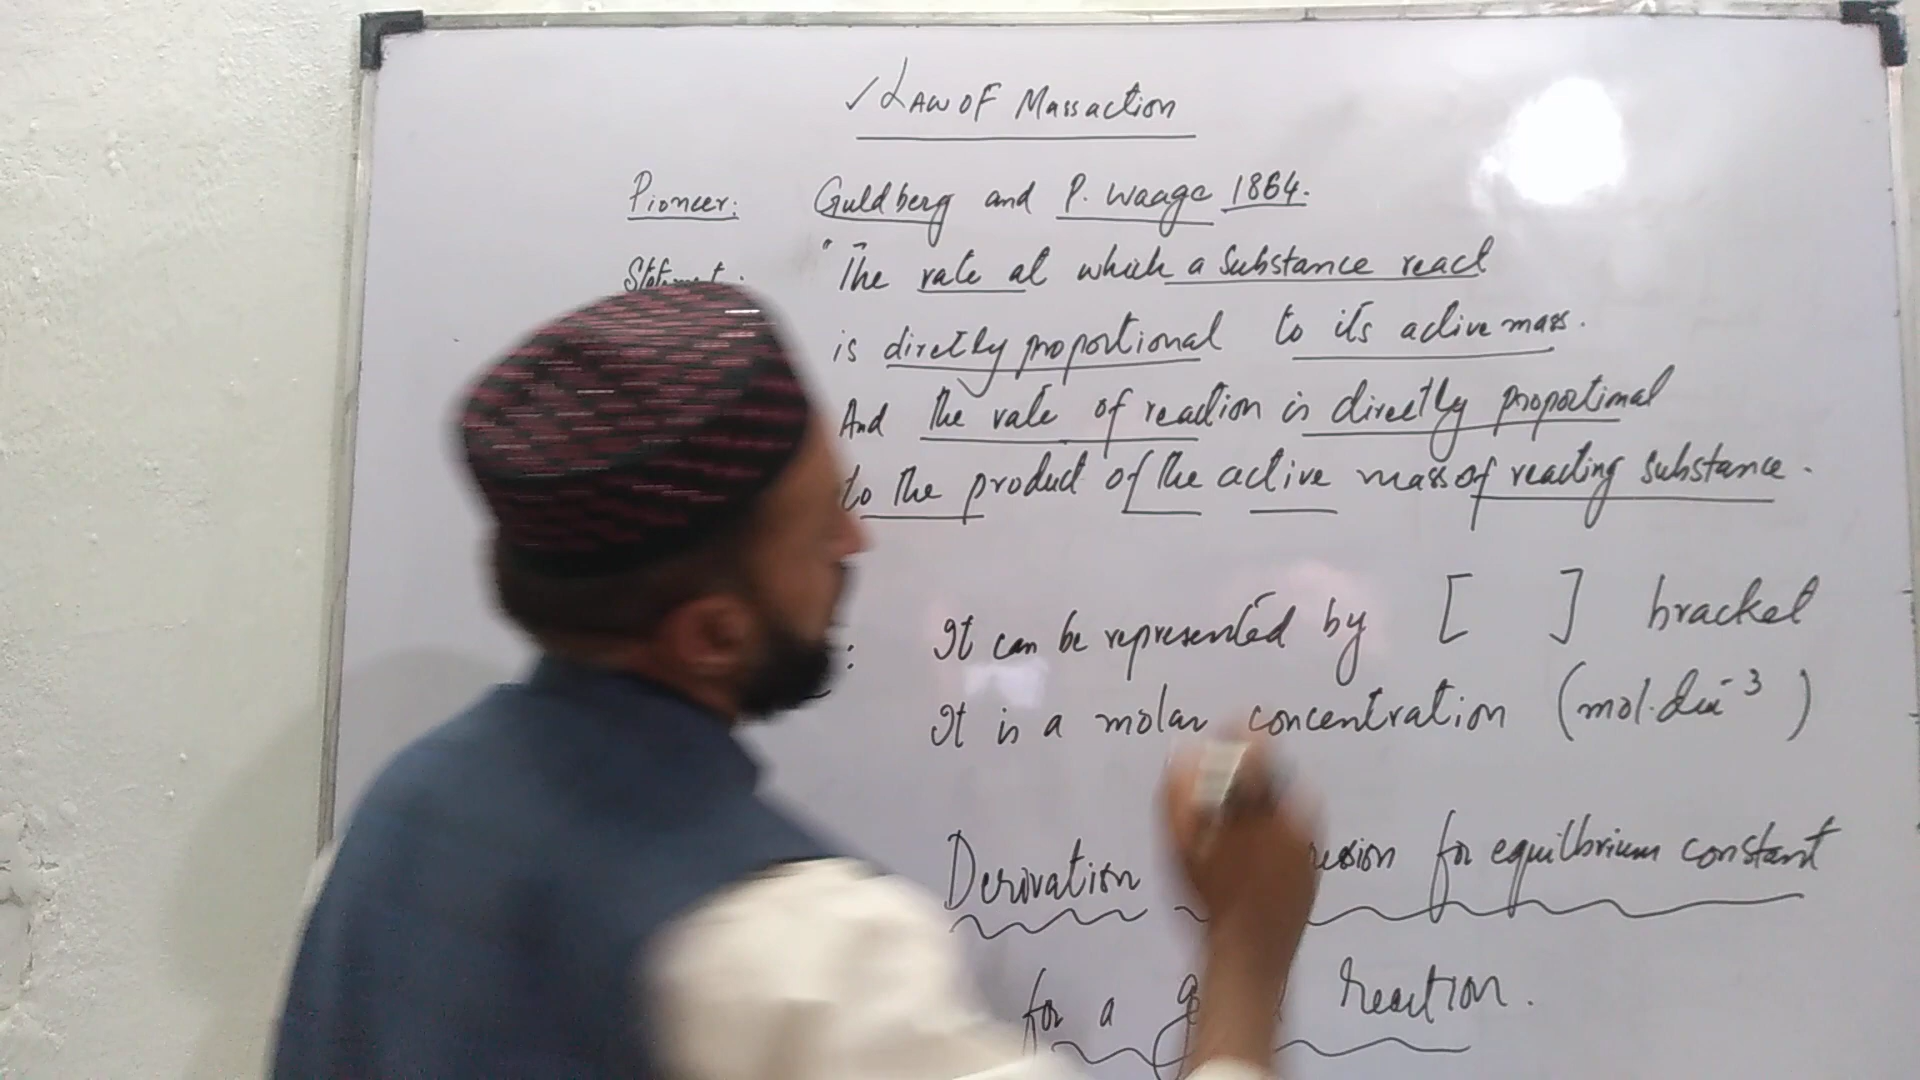 ✓ LAW OF Mass action
Pioneer: Guldberg and P. Waage 1864.
Statement: "The rate at which a substance react
is directly proportional to its active mass.
And the rate of reaction is directly proportional
to the product of the active mass of reacting substance.
: It can be represented by [ ] bracket
It is a molar concentration (mol.dm⁻³)
Derivation for equilbrium constant
for a reaction.